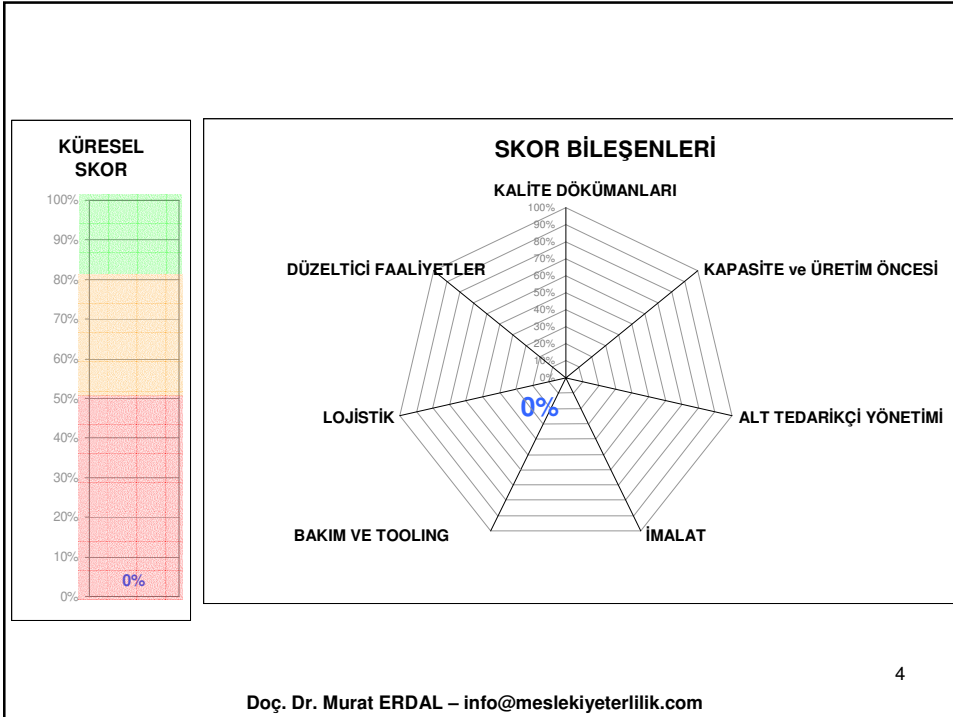 KÜRESEL
SKOR
100%
90%
80%
70%
60%
50%
40%
30%
20%
10%
0%
0%
SKOR BİLEŞENLERİ
KALİTE DÖKÜMANLARI
100%
90%
80%
70%
60%
50%
40%
30%
20%
10%
0%
0%
DÜZELTİCİ FAALİYETLER
KAPASİTE ve ÜRETİM ÖNCESİ
LOJİSTİK
ALT TEDARİKÇİ YÖNETİMİ
BAKIM VE TOOLING
İMALAT
4
Doç. Dr. Murat ERDAL – info@meslekiyeterlilik.com